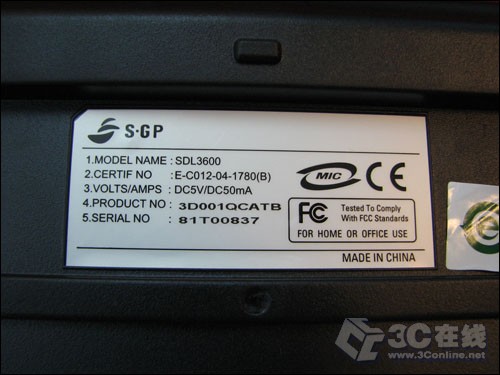 S·GP
1.MODEL NAME : SDL3600
2.CERTIF NO : E-C012-04-1780(B)
3.VOLTS/AMPS : DC5V/DC50mA
4.PRODUCT NO : 3D001QCATB
5.SERIAL NO : 81T00837
MIC CE
FC Tested To Comply
With FCC Standards
FOR HOME OR OFFICE USE
MADE IN CHINA
3C在线
www.3Conline.net